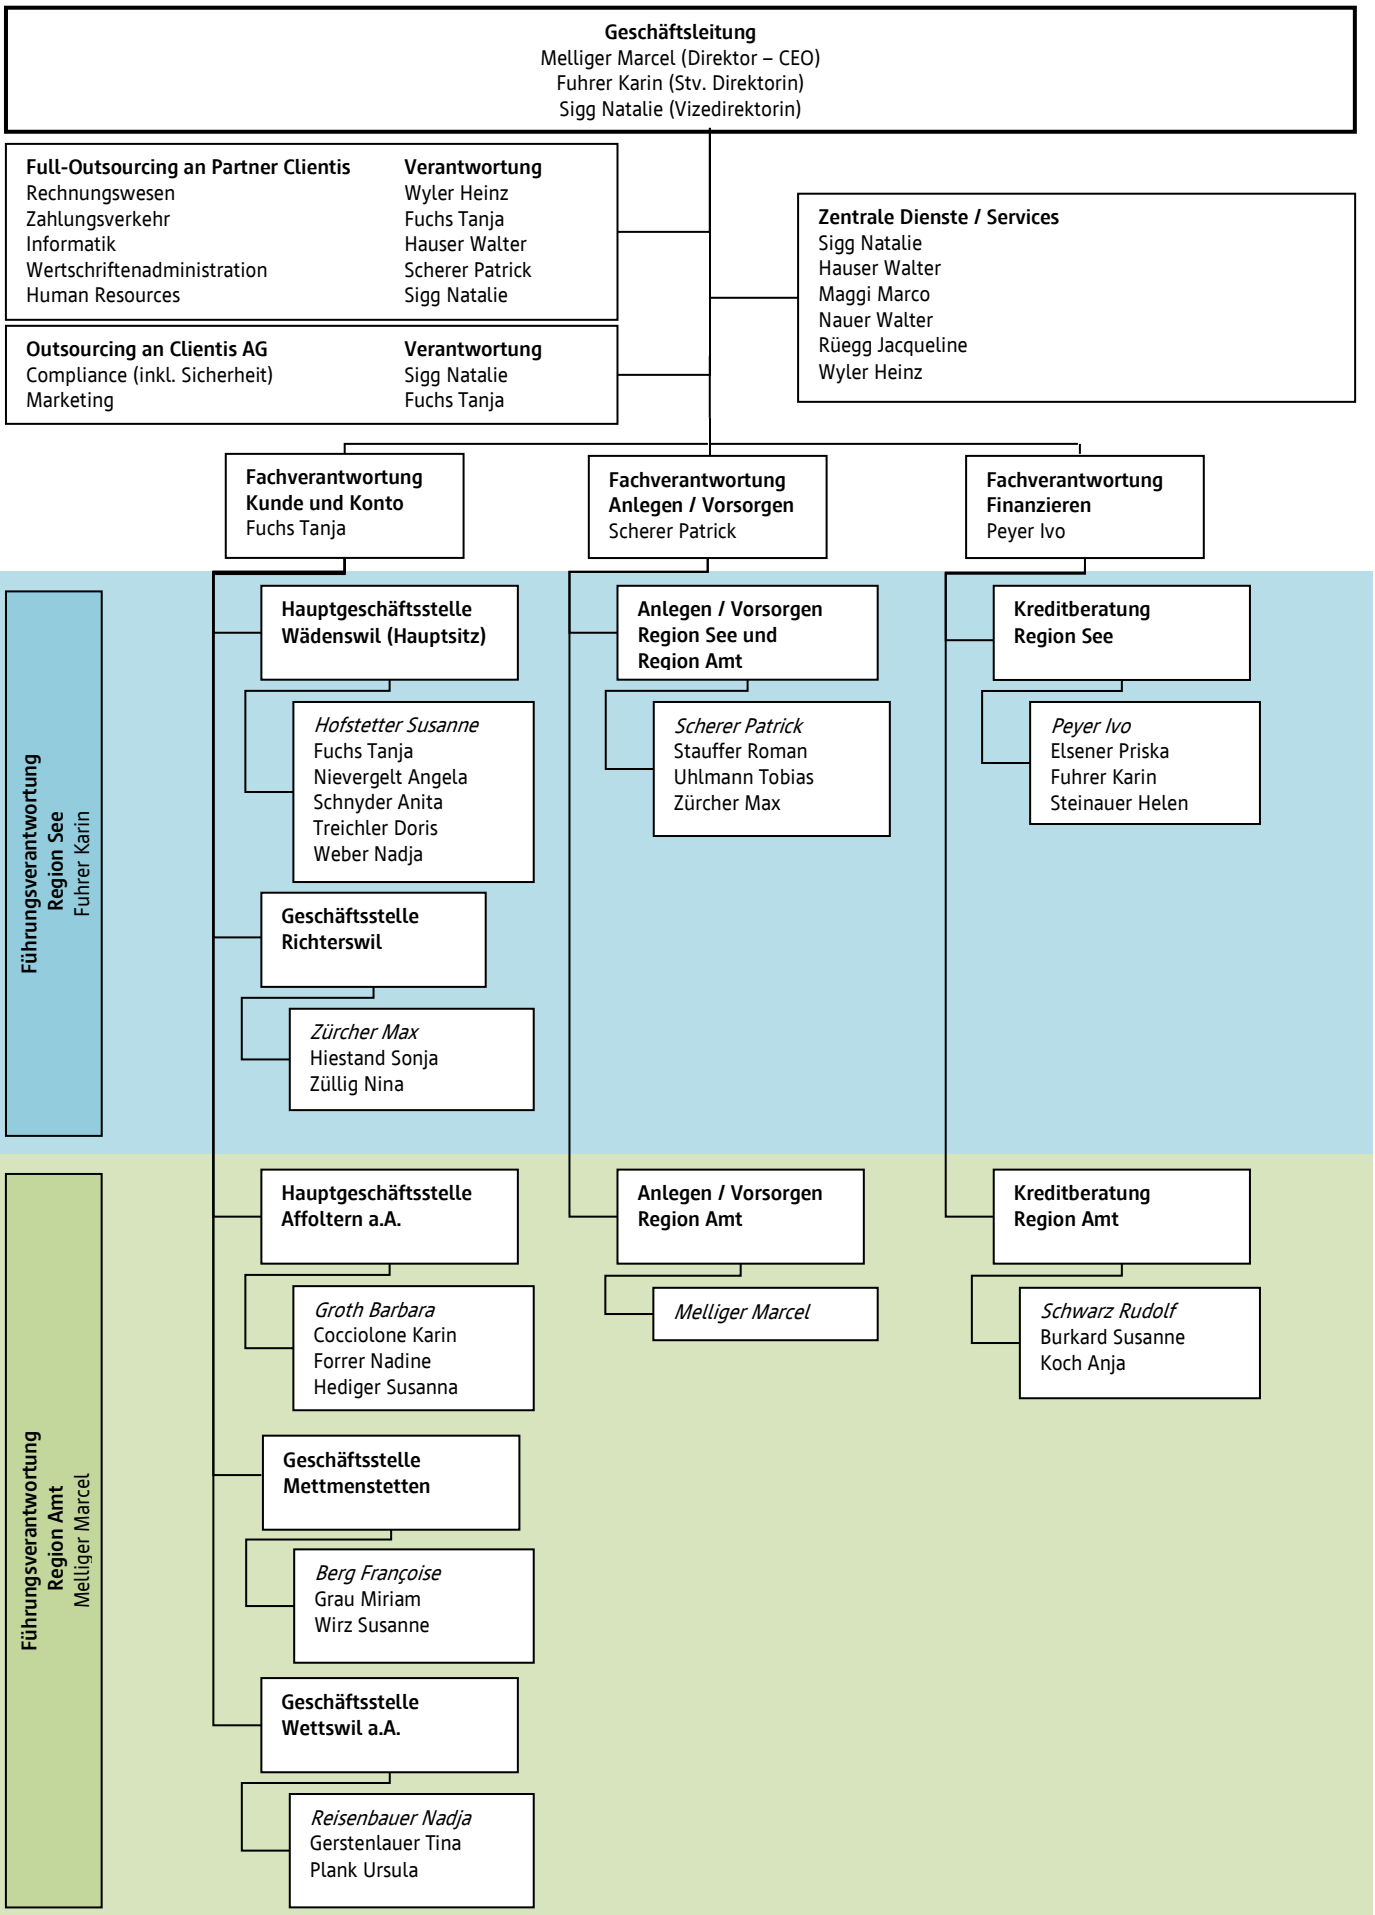 Geschäftsleitung
Melliger Marcel (Direktor – CEO)
Fuhrer Karin (Stv. Direktorin)
Sigg Natalie (Vizedirektorin)
Full-Outsourcing an Partner Clientis Verantwortung
Rechnungswesen Wyler Heinz
Zahlungsverkehr Fuchs Tanja
Informatik Hauser Walter
Wertschriftenadministration Scherer Patrick
Human Resources Sigg Natalie
Zentrale Dienste / Services
Sigg Natalie
Hauser Walter
Maggi Marco
Nauer Walter
Rüegg Jacqueline
Wyler Heinz
Outsourcing an Clientis AG Verantwortung
Compliance (inkl. Sicherheit) Sigg Natalie
Marketing Fuchs Tanja
Fachverantwortung
Kunde und Konto
Fuchs Tanja
Fachverantwortung
Anlegen / Vorsorgen
Scherer Patrick
Fachverantwortung
Finanzieren
Peyer Ivo
Führungsverantwortung
Region See
Fuhrer Karin
Hauptgeschäftsstelle
Wädenswil (Hauptsitz)
Hofstetter Susanne
Fuchs Tanja
Nievergelt Angela
Schnyder Anita
Treichler Doris
Weber Nadja
Geschäftsstelle
Richterswil
Zürcher Max
Hiestand Sonja
Züllig Nina
Anlegen / Vorsorgen
Region See und
Region Amt
Scherer Patrick
Stauffer Roman
Uhlmann Tobias
Zürcher Max
Kreditberatung
Region See
Peyer Ivo
Elsener Priska
Fuhrer Karin
Steinauer Helen
Führungsverantwortung
Region Amt
Melliger Marcel
Hauptgeschäftsstelle
Affoltern a.A.
Groth Barbara
Cocciolone Karin
Forrer Nadine
Hediger Susanna
Geschäftsstelle
Mettmenstetten
Berg Françoise
Grau Miriam
Wirz Susanne
Geschäftsstelle
Wettswil a.A.
Reisenbauer Nadja
Gerstenlauer Tina
Plank Ursula
Anlegen / Vorsorgen
Region Amt
Melliger Marcel
Kreditberatung
Region Amt
Schwarz Rudolf
Burkard Susanne
Koch Anja